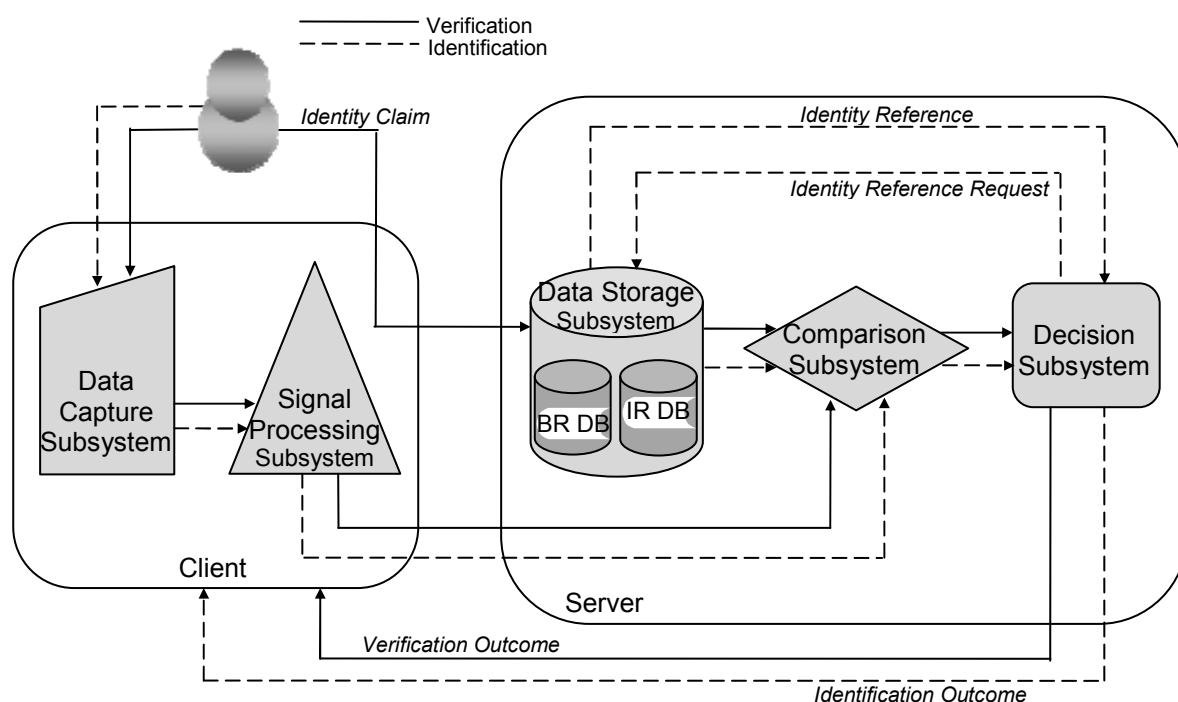 Verification
Identification
Identity Claim
Identity Reference
Identity Reference Request
Data Storage
Subsystem
BR DB
IR DB
Comparison
Subsystem
Decision
Subsystem
Data
Capture
Subsystem
Signal
Processing
Subsystem
Client
Server
Verification Outcome
Identification Outcome